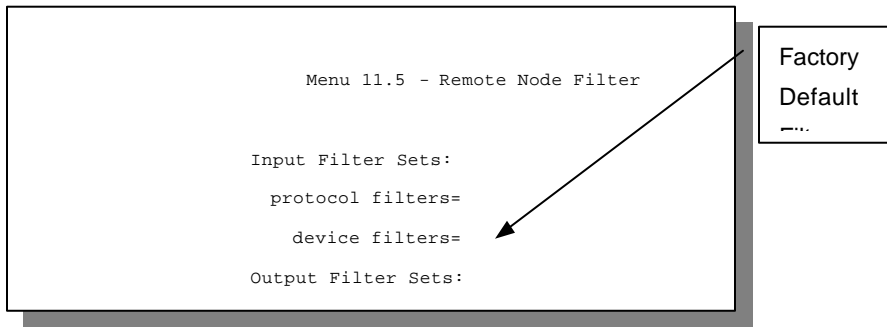 Menu 11.5 - Remote Node Filter
Input Filter Sets:
protocol filters=
device filters=
Output Filter Sets:
Factory
Default